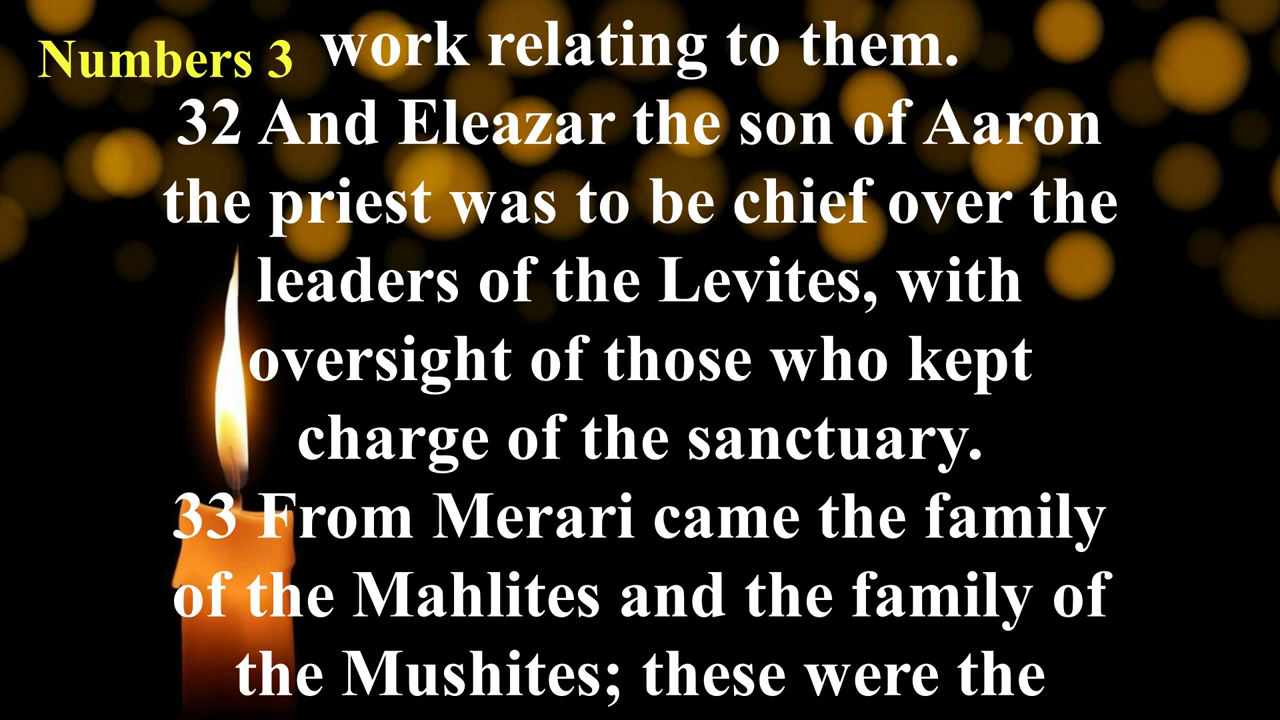 Numbers 3
work relating to them.
32 And Eleazar the son of Aaron
the priest was to be chief over the
leaders of the Levites, with
oversight of those who kept
charge of the sanctuary.
33 From Merari came the family
of the Mahlites and the family of
the Mushites; these were the